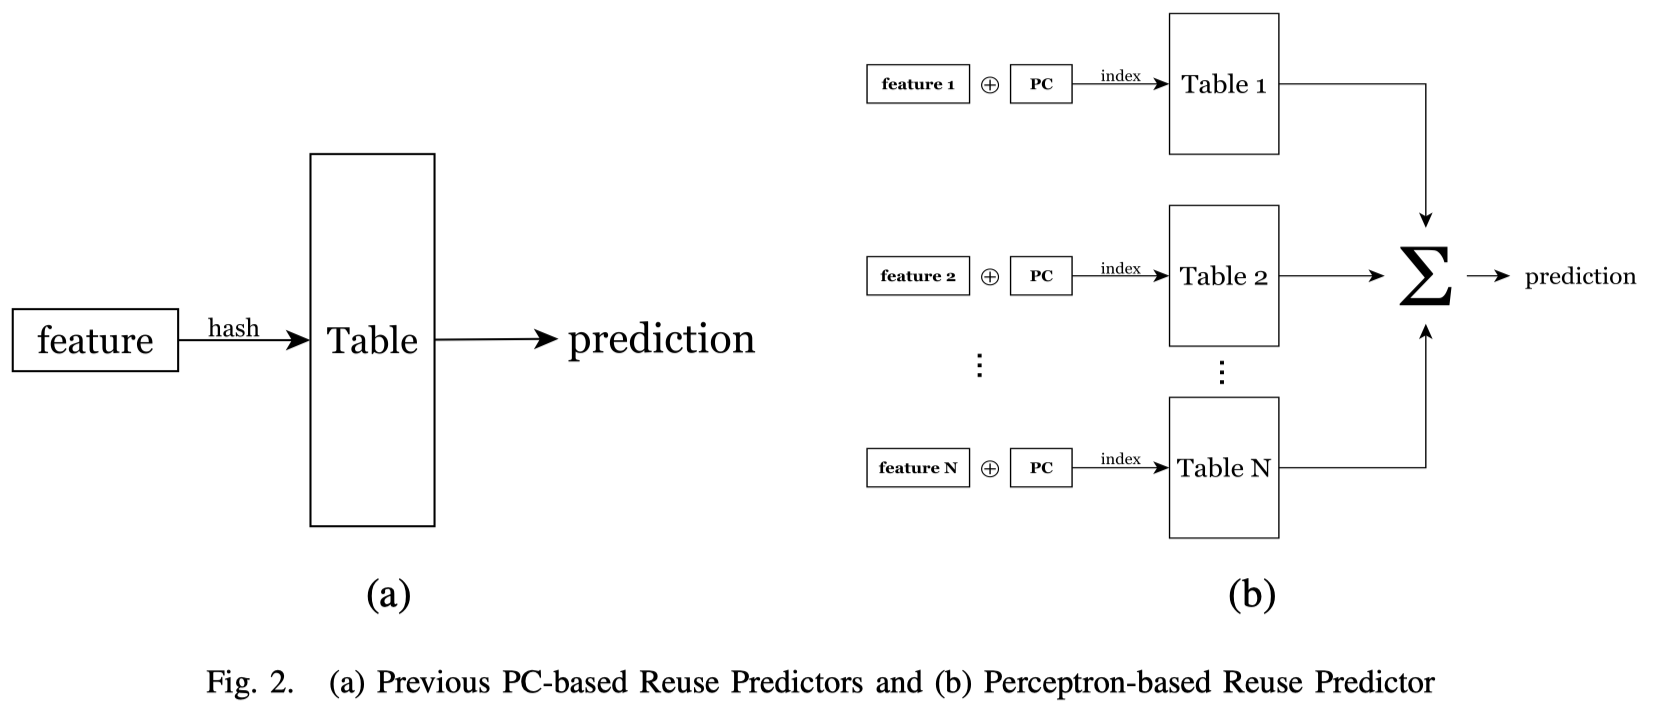 feature
hash
Table
prediction
(a)
feature 1 ⊕ PC index Table 1
feature 2 ⊕ PC index Table 2 Σ prediction
⋮ ⋮
feature N ⊕ PC index Table N
(b)
Fig. 2. (a) Previous PC-based Reuse Predictors and (b) Perceptron-based Reuse Predictor